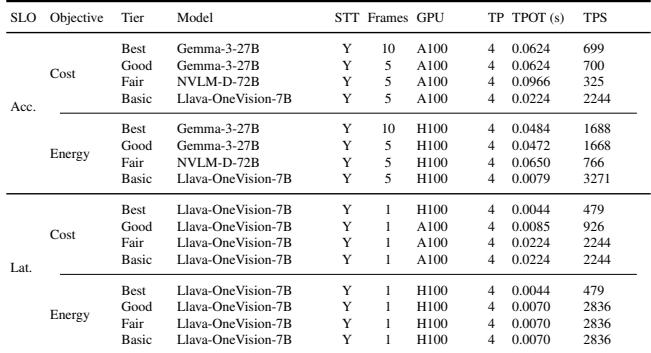 SLO Objective Tier Model STT Frames GPU TP TPOT (s) TPS
Best Gemma-3-27B Y 10 A100 4 0.0624 699
Cost
Good Gemma-3-27B Y 5 A100 4 0.0624 700
Fair NVLM-D-72B Y 5 A100 4 0.0966 325
Basic Llava-OneVision-7B Y 5 A100 4 0.0224 2244
Acc.
Best Gemma-3-27B Y 10 H100 4 0.0484 1688
Energy
Good Gemma-3-27B Y 5 H100 4 0.0472 1668
Fair NVLM-D-72B Y 5 H100 4 0.0650 766
Basic Llava-OneVision-7B Y 5 H100 4 0.0079 3271
Best Llava-OneVision-7B Y 1 H100 4 0.0044 479
Cost
Good Llava-OneVision-7B Y 1 A100 4 0.0085 926
Fair Llava-OneVision-7B Y 1 A100 4 0.0224 2244
Basic Llava-OneVision-7B Y 1 A100 4 0.0224 2244
Lat.
Best Llava-OneVision-7B Y 1 H100 4 0.0044 479
Energy
Good Llava-OneVision-7B Y 1 H100 4 0.0070 2836
Fair Llava-OneVision-7B Y 1 H100 4 0.0070 2836
Basic Llava-OneVision-7B Y 1 H100 4 0.0070 2836